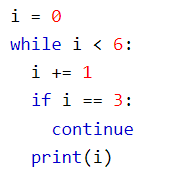 i = 0
while i < 6:
  i += 1
  if i == 3:
    continue
  print(i)